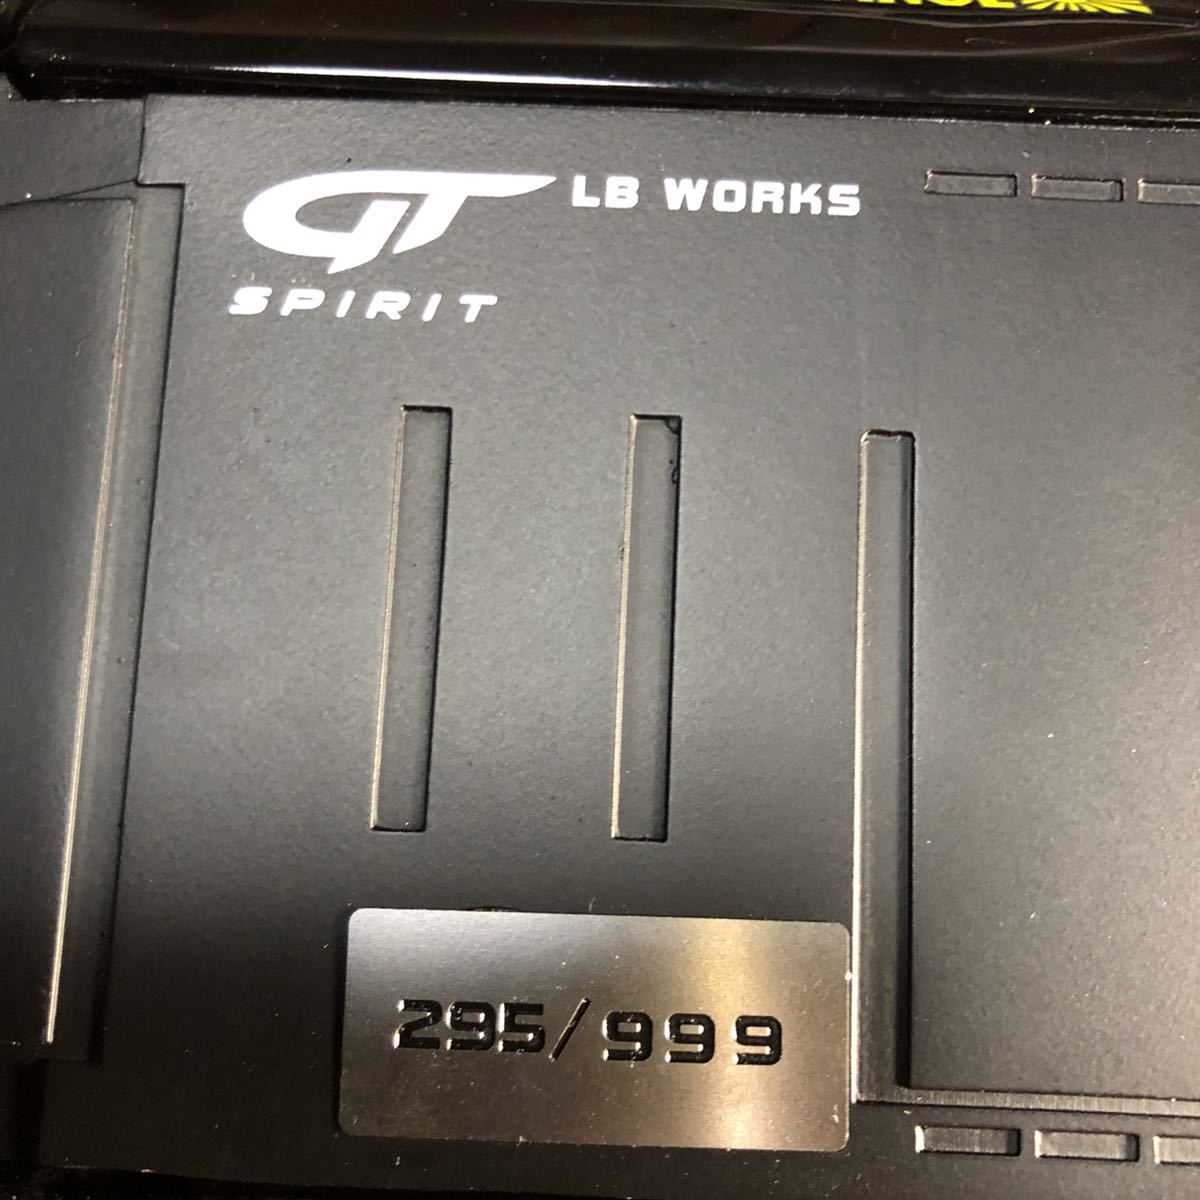 GT LB WORKS
SPIRIT
295/999